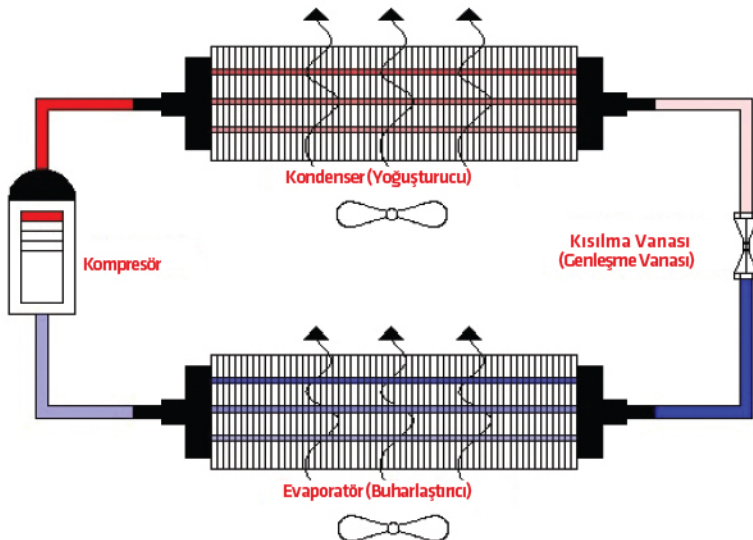 Kondenser (Yoğuşturucu)
Kompresör
Kısılma Vanası
(Genleşme Vanası)
Evaporatör (Buharlaştırıcı)